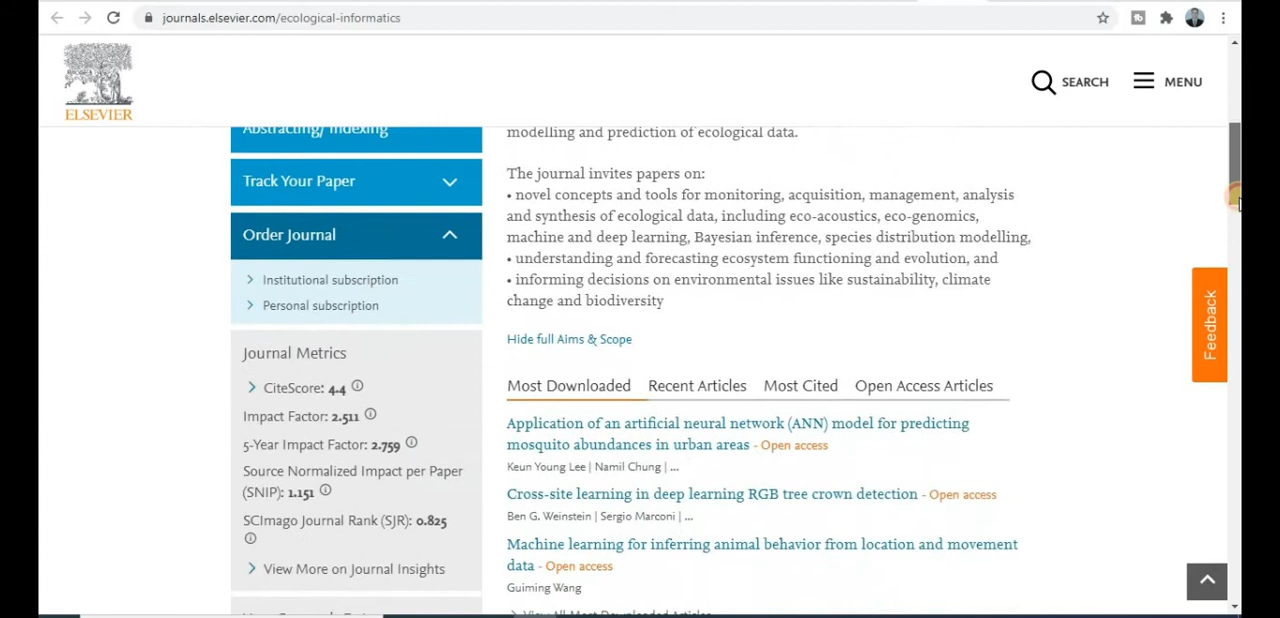 journals.elsevier.com/ecological-informatics
ELSEVIER
SEARCH
MENU
Abstracting/ Indexing
Track Your Paper
Order Journal
Institutional subscription
Personal subscription
Journal Metrics
CiteScore: 4.4
Impact Factor: 2.511
5-Year Impact Factor: 2.759
Source Normalized Impact per Paper
(SNIP): 1.151
SCImago Journal Rank (SJR): 0.825
View More on Journal Insights
modelling and prediction of ecological data.
The journal invites papers on:
• novel concepts and tools for monitoring, acquisition, management, analysis
and synthesis of ecological data, including eco-acoustics, eco-genomics,
machine and deep learning, Bayesian inference, species distribution modelling,
• understanding and forecasting ecosystem functioning and evolution, and
• informing decisions on environmental issues like sustainability, climate
change and biodiversity
Hide full Aims & Scope
Most Downloaded Recent Articles Most Cited Open Access Articles
Application of an artificial neural network (ANN) model for predicting
mosquito abundances in urban areas - Open access
Keun Young Lee | Namil Chung | ...
Cross-site learning in deep learning RGB tree crown detection - Open access
Ben G. Weinstein | Sergio Marconi | ...
Machine learning for inferring animal behavior from location and movement
data - Open access
Guiming Wang
View All Most Downloaded Articles
Feedback